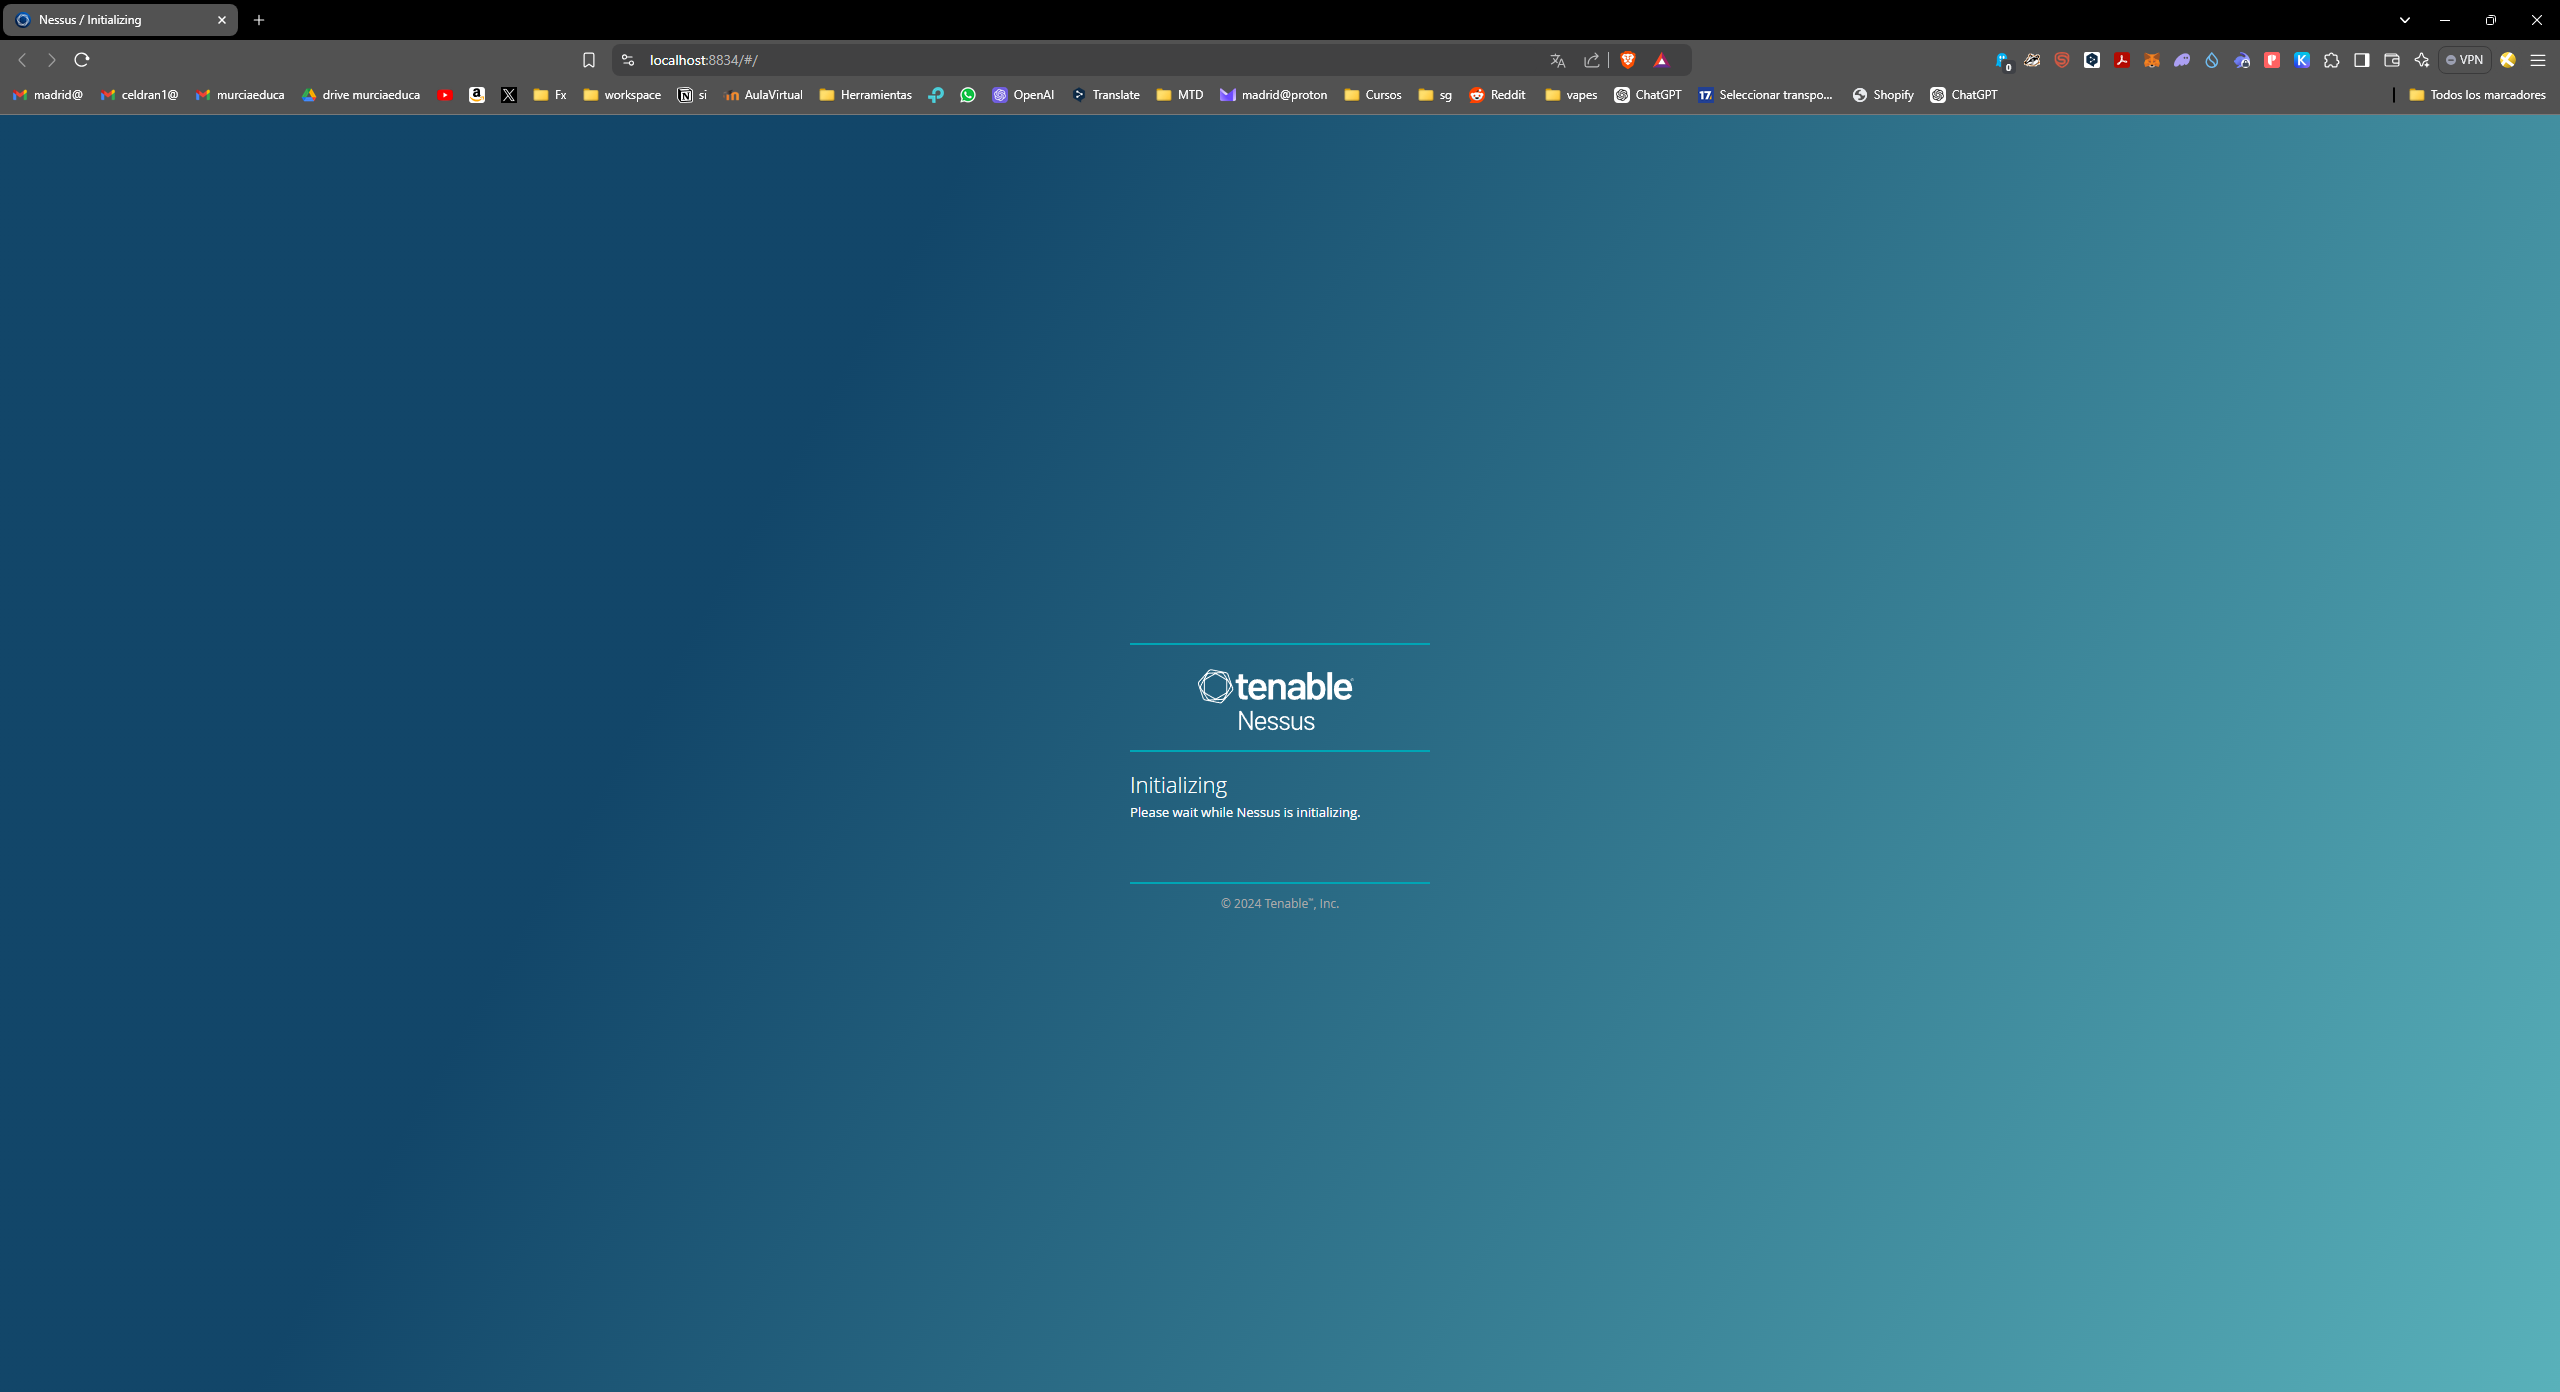 Nessus / Initializing
localhost:8834/#/
0
VPN
madrid@ celdran1@ murciaeduca drive murciaeduca Fx workspace si AulaVirtual Herramientas OpenAI Translate MTD madrid@proton Cursos sg Reddit vapes ChatGPT 17 Seleccionar transpo... Shopify ChatGPT Todos los marcadores
tenable
Nessus
Initializing
Please wait while Nessus is initializing.
© 2024 Tenable™, Inc.